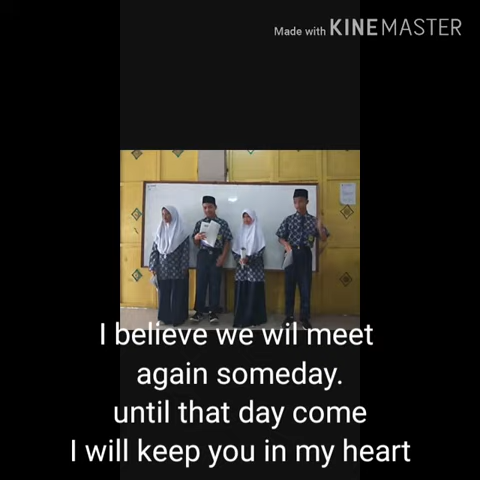 Made with KINEMASTER
I believe we wil meet
again someday.
until that day come
I will keep you in my heart